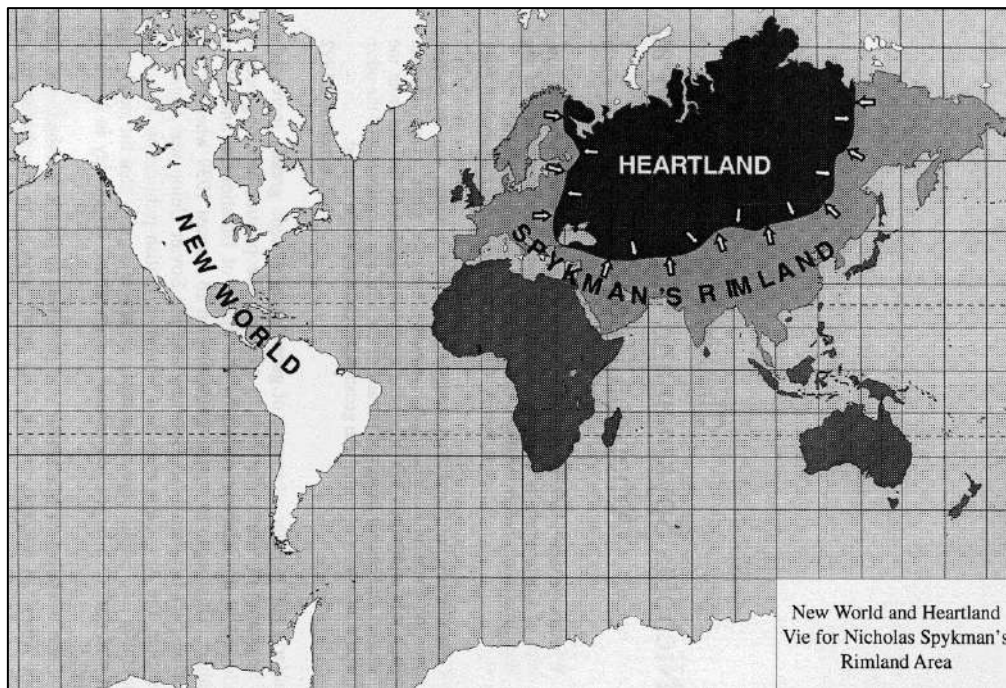 NEW WORLD
HEARTLAND
SPYKMAN'S RIMLAND
New World and Heartland
Vie for Nicholas Spykman's
Rimland Area